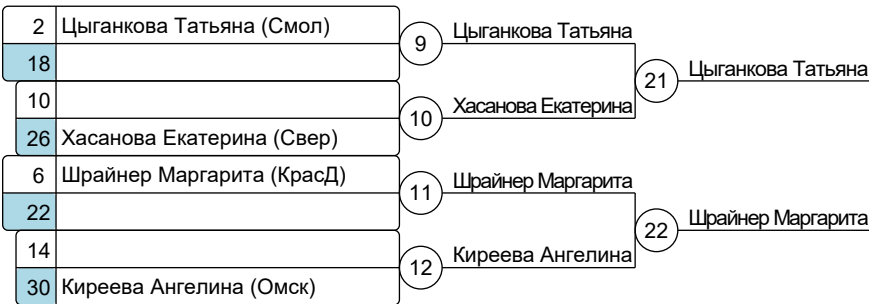 2 Цыганкова Татьяна (Смол)
9 Цыганкова Татьяна
18
21 Цыганкова Татьяна
10
10 Хасанова Екатерина
26 Хасанова Екатерина (Свер)
6 Шрайнер Маргарита (КрасД)
11 Шрайнер Маргарита
22
22 Шрайнер Маргарита
14
12 Киреева Ангелина
30 Киреева Ангелина (Омск)